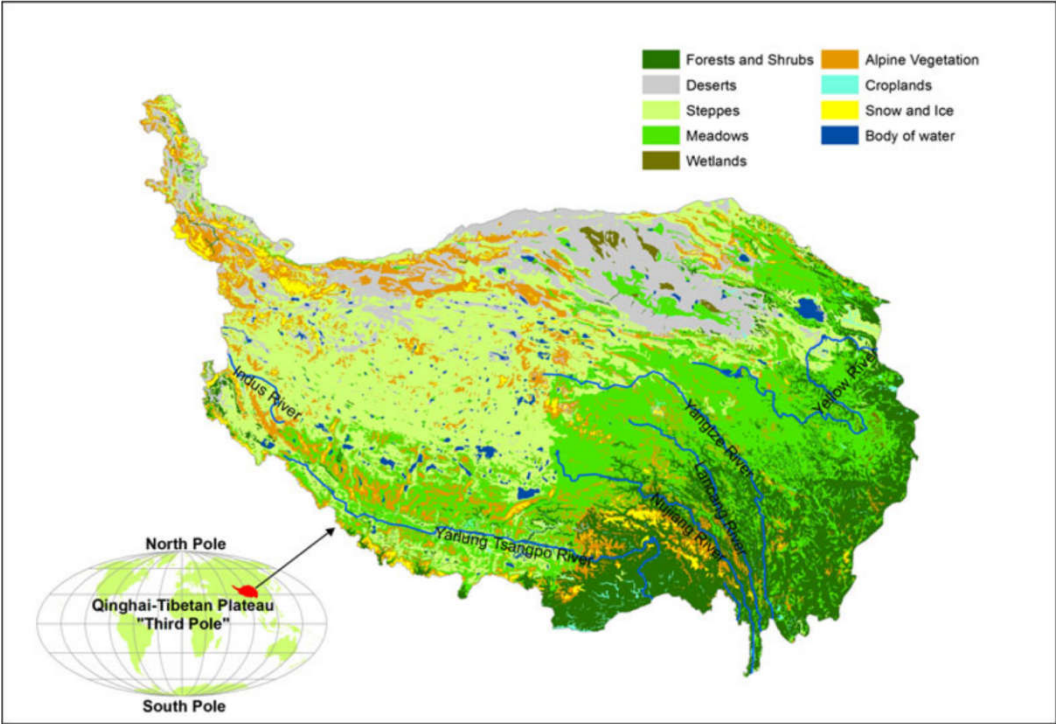 Forests and Shrubs
Deserts
Steppes
Meadows
Wetlands
Alpine Vegetation
Croplands
Snow and Ice
Body of water
Indus River
Yellow River
Yangtze River
Lancang River
Nujiang River
Yarlung Tsangpo River
North Pole
Qinghai-Tibetan Plateau
"Third Pole"
South Pole